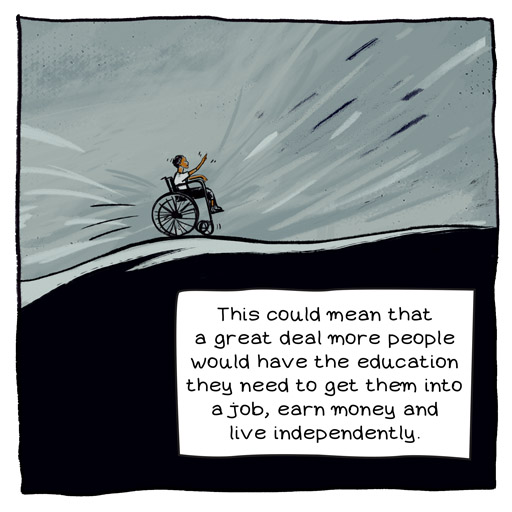 This could mean that
a great deal more people
would have the education
they need to get them into
a job, earn money and
live independently.